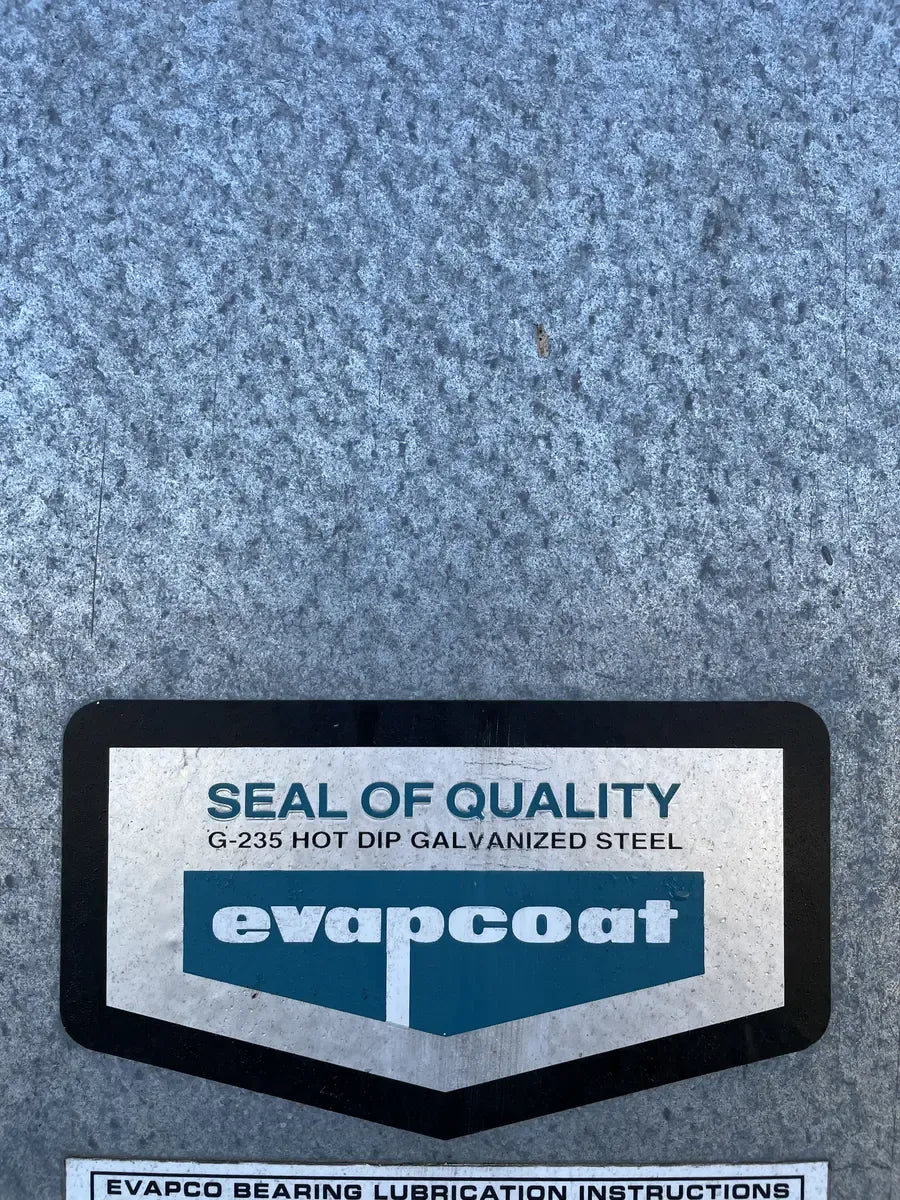 SEAL OF QUALITY
G-235 HOT DIP GALVANIZED STEEL
evapcoat
EVAPCO BEARING LUBRICATION INSTRUCTIONS